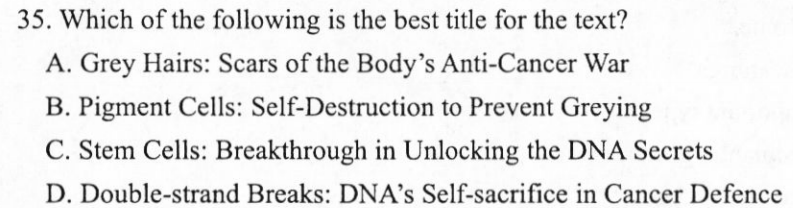 35. Which of the following is the best title for the text?
A. Grey Hairs: Scars of the Body's Anti-Cancer War
B. Pigment Cells: Self-Destruction to Prevent Greying
C. Stem Cells: Breakthrough in Unlocking the DNA Secrets
D. Double-strand Breaks: DNA's Self-sacrifice in Cancer Defence